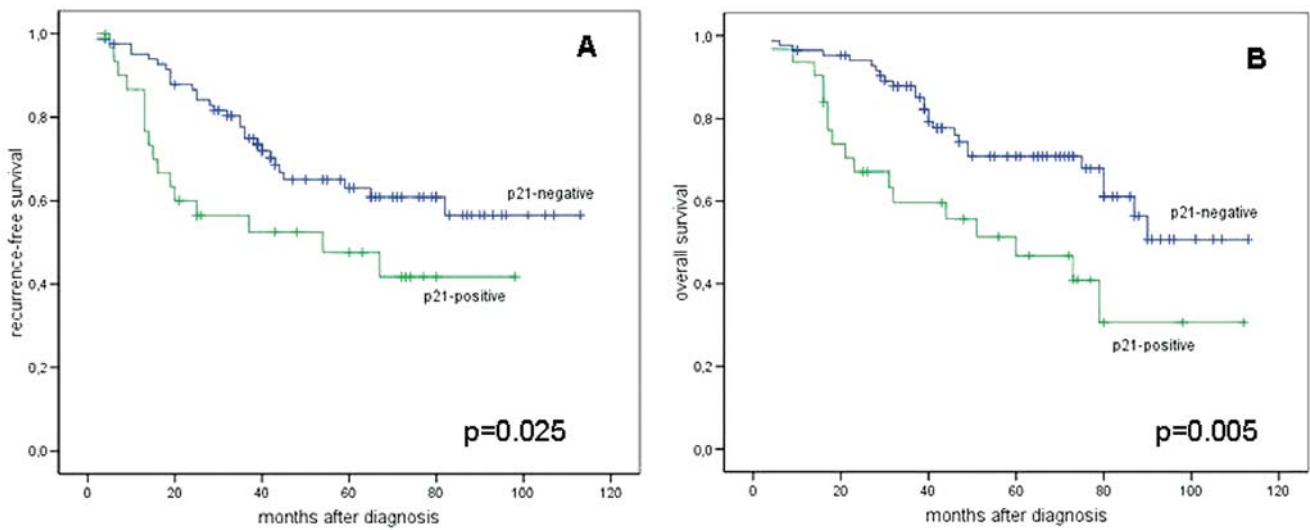 A
recurrence-free survival
1,0
0,8
0,6
0,4
0,2
0,0
p21-negative
p21-positive
p=0.025
0 20 40 60 80 100 120
months after diagnosis
B
overall survival
1,0
0,8
0,6
0,4
0,2
0,0
p21-negative
p21-positive
p=0.005
0 20 40 60 80 100 120
months after diagnosis